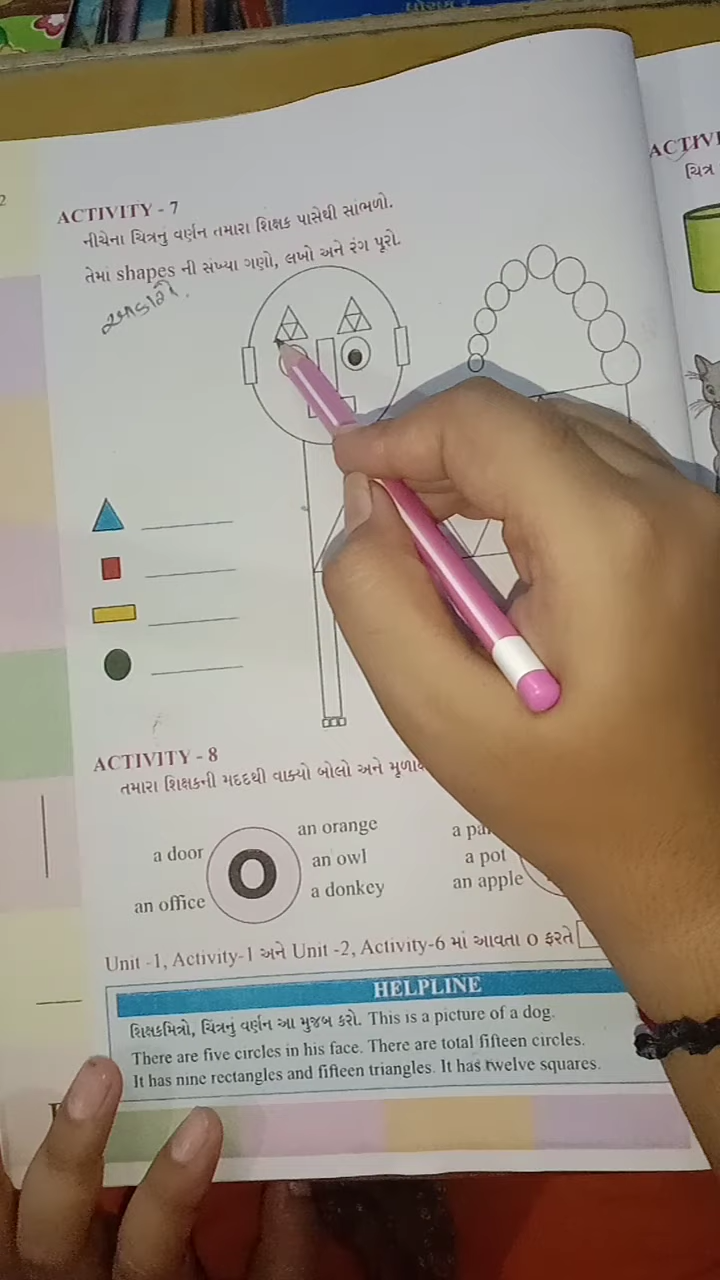 ધોરણ
2
ACTIVITY - 7
નીચેના ચિત્રનું વર્ણન તમારા શિક્ષક પાસેથી સાંભળો.
તેમાં shapes ની સંખ્યા ગણો, લખો અને રંગ પૂરો.
ACTIVI
ચિત્ર
ACTIVITY - 8
તમારા શિક્ષકની મદદથી વાક્યો બોલો અને
a door
an office
O
an orange
an owl
a donkey
a pot
an apple
Unit -1, Activity-1 અને Unit -2, Activity-6 માં આવતા o ફરતે
HELPLINE
શિક્ષકમિત્રો, ચિત્રનું વર્ણન આ મુજબ કરો. This is a picture of a dog.
There are five circles in his face. There are total fifteen circles.
It has nine rectangles and fifteen triangles. It has twelve squares.